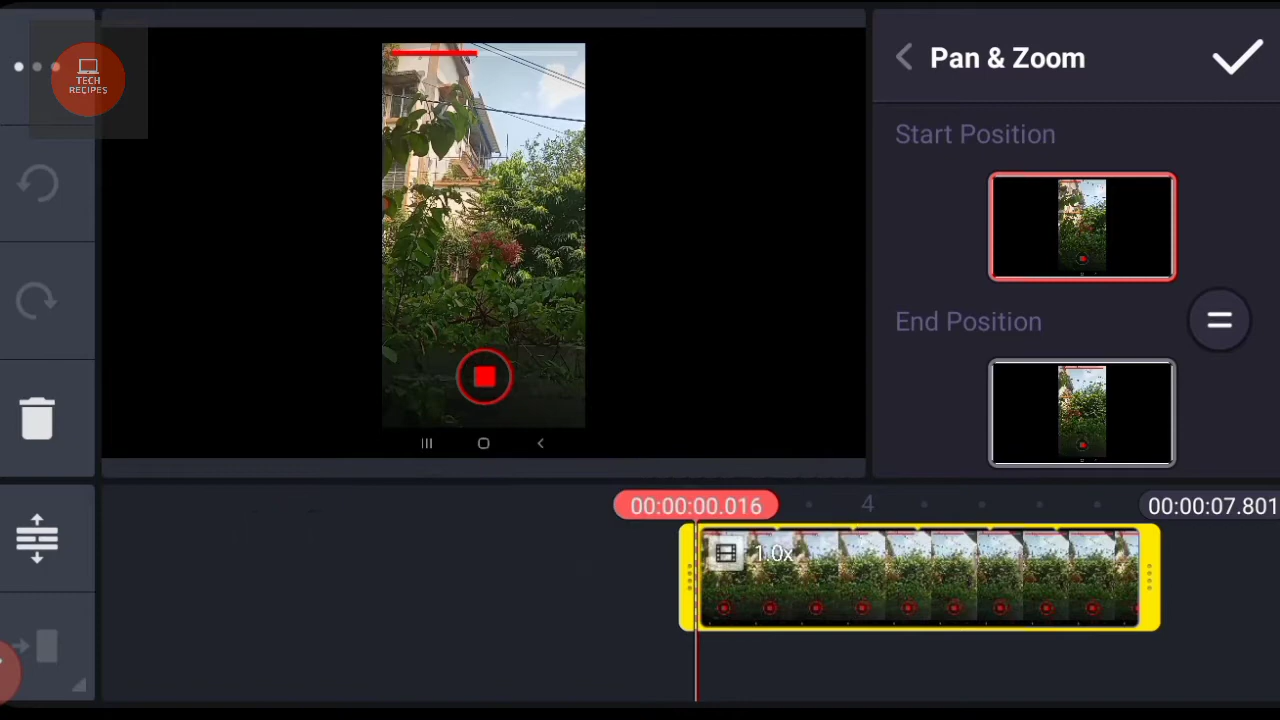 TECH
RECIPES
Pan & Zoom
Start Position
End Position
00:00:00.016
4
00:00:07.801
1.0x